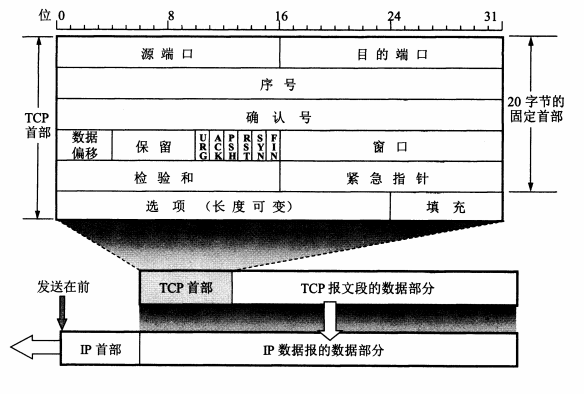 位 0 8 16 24 31
源端口 目的端口
序号
确认号
TCP
首部
20字节的
固定首部
数据
偏移
保留
URG ACK PSH RST SYN FIN
窗口
检验和 紧急指针
选项 (长度可变) 填充
TCP 首部 TCP 报文段的数据部分
发送在前
IP 首部 IP 数据报的数据部分